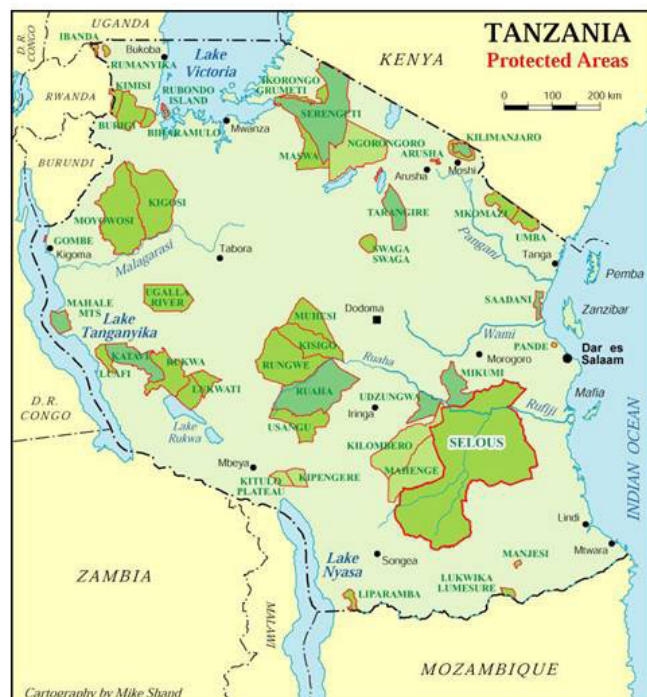 TANZANIA
Protected Areas
0 100 200 km
UGANDA
D. R. CONGO
KENYA
IBANDA
Bukoba
Lake
Victoria
RUMANYIKA
RWANDA
KIMISI
RUBONDO
ISLAND
IKORONGO
GRUMETI
SERENGETI
BURIGI
BIHARAMULO
Mwanza
MASWA
NGORONGORO
KILIMANJARO
ARUSHA
Arusha
Moshi
BURUNDI
MOYOWOSI
KIGOSI
TARANGIRE
MKOMAZI
UMBA
Pangani
GOMBE
Kigoma
Malagarasi
Tabora
SWAGA
SWAGA
Tanga
Pemba
MAHALE
MTS
UGALLA
RIVER
Dodoma
SAADANI
Zanzibar
Lake
Tanganyika
MUHESI
KISIGO
RUNGWE
Wami
PANDE
Dar es
Salaam
Morogoro
KATAVI
RUKWA
LUAFI
LUKWATI
Ruaha
RUAHA
UDZUNGWA
MIKUMI
Mafia
D.R.
CONGO
Lake
Rukwa
Iringa
Rufiji
USANGU
KILOMBERO
SELOUS
MAHENGE
INDIAN OCEAN
Mbeya
KITULO
PLATEAU
KIPENGERE
Lindi
Mtwara
ZAMBIA
Lake
Nyasa
Songea
MANJESI
LUKWIKA
LUMESURE
LIPARAMBA
MALAWI
MOZAMBIQUE
Cartography by Mike Shand